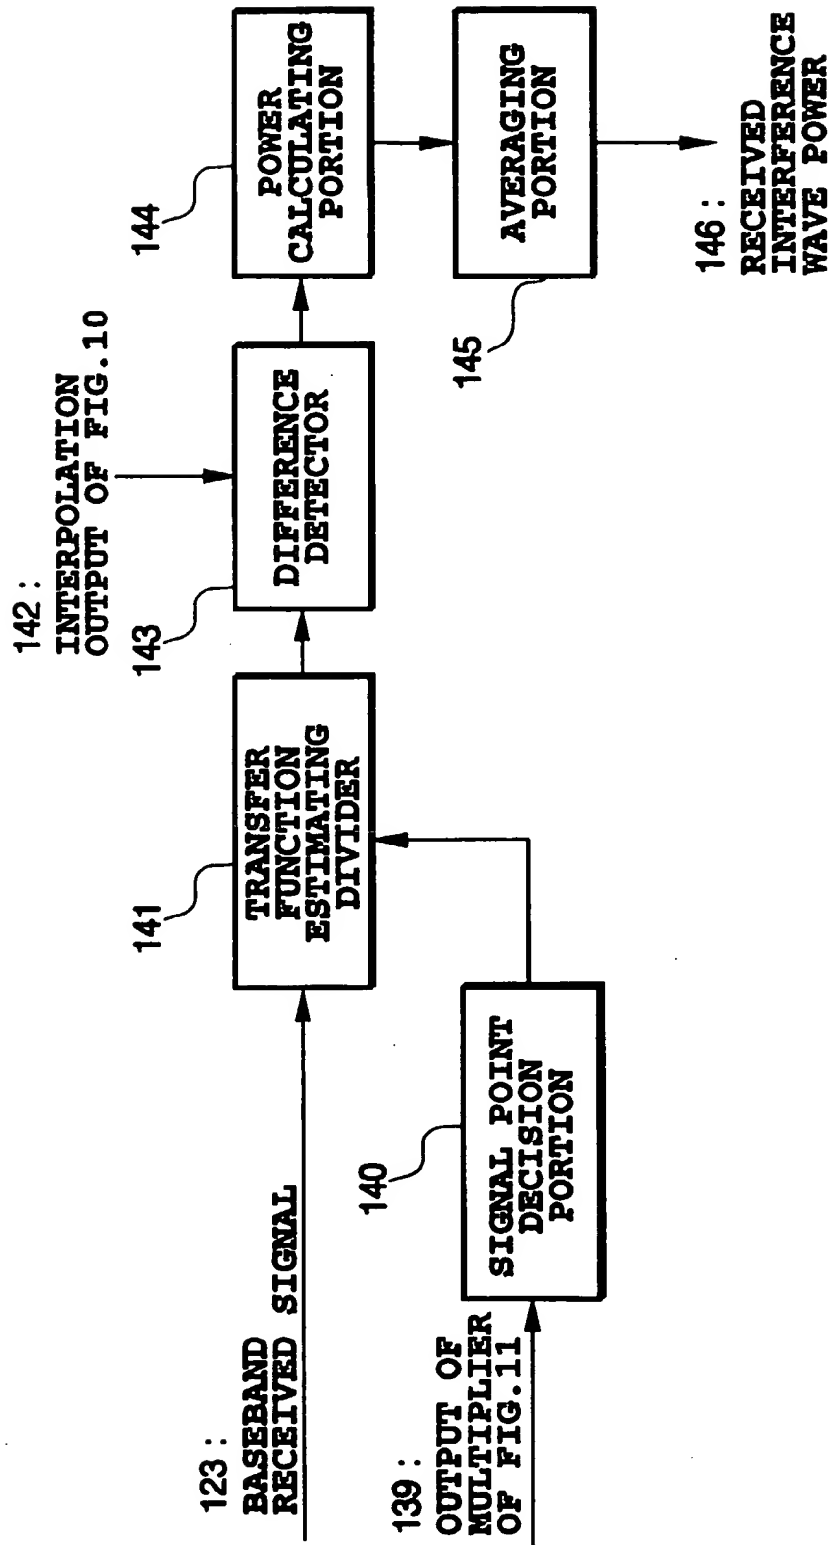 123:
BASEBAND
RECEIVED SIGNAL
139:
OUTPUT OF
MULTIPLIER
OF FIG.11
140
SIGNAL POINT
DECISION
PORTION
141
TRANSFER
FUNCTION
ESTIMATING
DIVIDER
142:
INTERPOLATION
OUTPUT OF FIG.10
143
DIFFERENCE
DETECTOR
144
POWER
CALCULATING
PORTION
145
AVERAGING
PORTION
146:
RECEIVED
INTERFERENCE
WAVE POWER